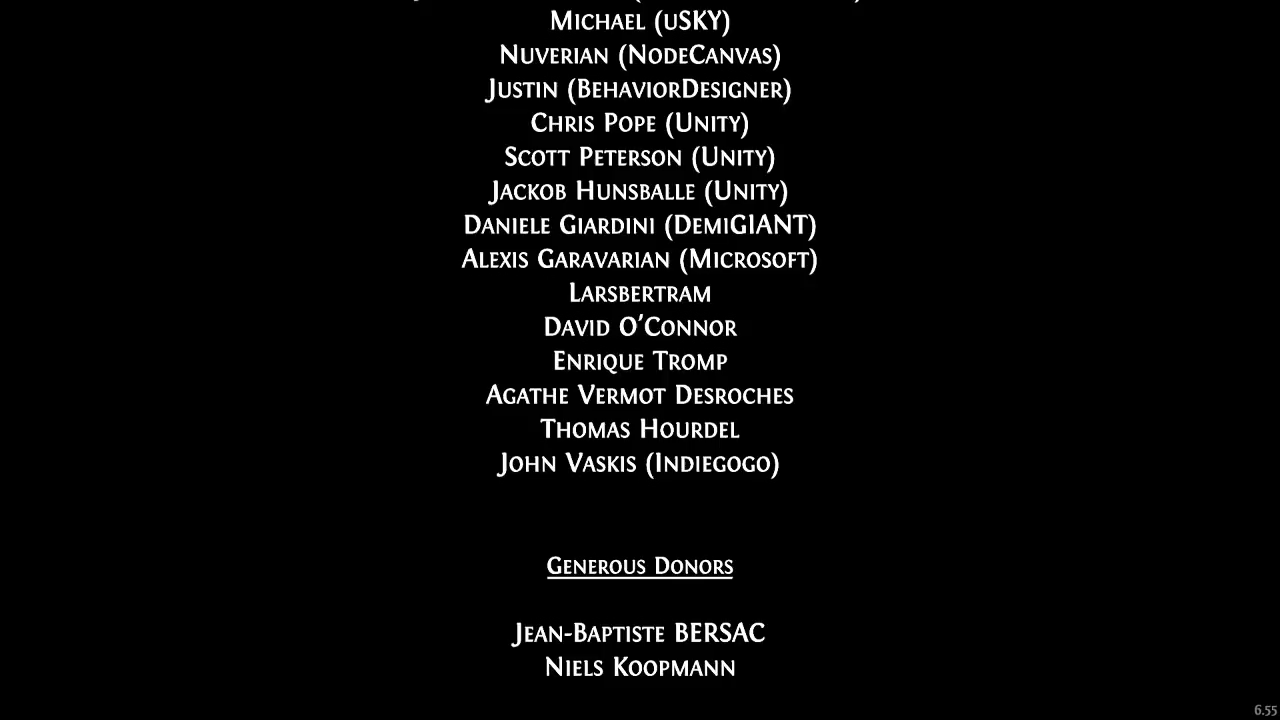 Michael (uSKY)
Nuverian (NodeCanvas)
Justin (BehaviorDesigner)
Chris Pope (Unity)
Scott Peterson (Unity)
Jackob Hunsballe (Unity)
Daniele Giardini (DemiGIANT)
Alexis Garavarian (Microsoft)
Larsbertram
David O'Connor
Enrique Tromp
Agathe Vermot Desroches
Thomas Hourdel
John Vaskis (Indiegogo)
Generous Donors
Jean-Baptiste BERSAC
Niels Koopmann
6.55